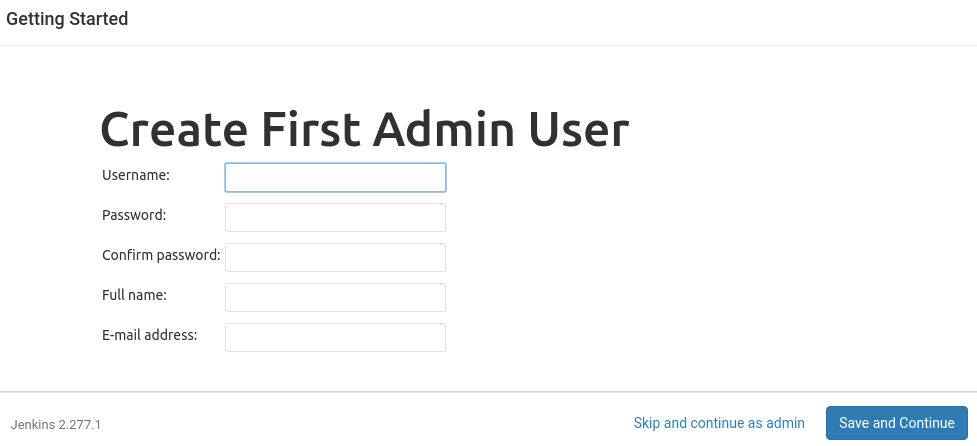 Getting Started
Create First Admin User
Username:
Password:
Confirm password:
Full name:
E-mail address:
Jenkins 2.277.1
Skip and continue as admin
Save and Continue